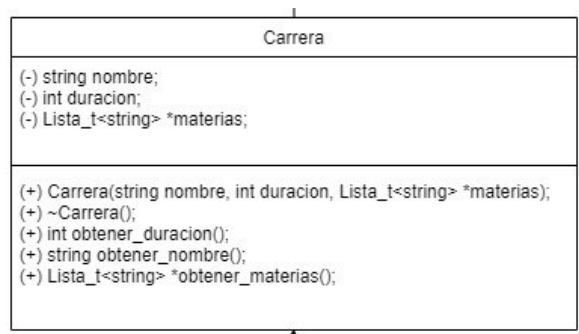 Carrera
(-) string nombre;
(-) int duracion;
(-) Lista_t<string> *materias;
(+) Carrera(string nombre, int duracion, Lista_t<string> *materias);
(+) ~Carrera();
(+) int obtener_duracion();
(+) string obtener_nombre();
(+) Lista_t<string> *obtener_materias();